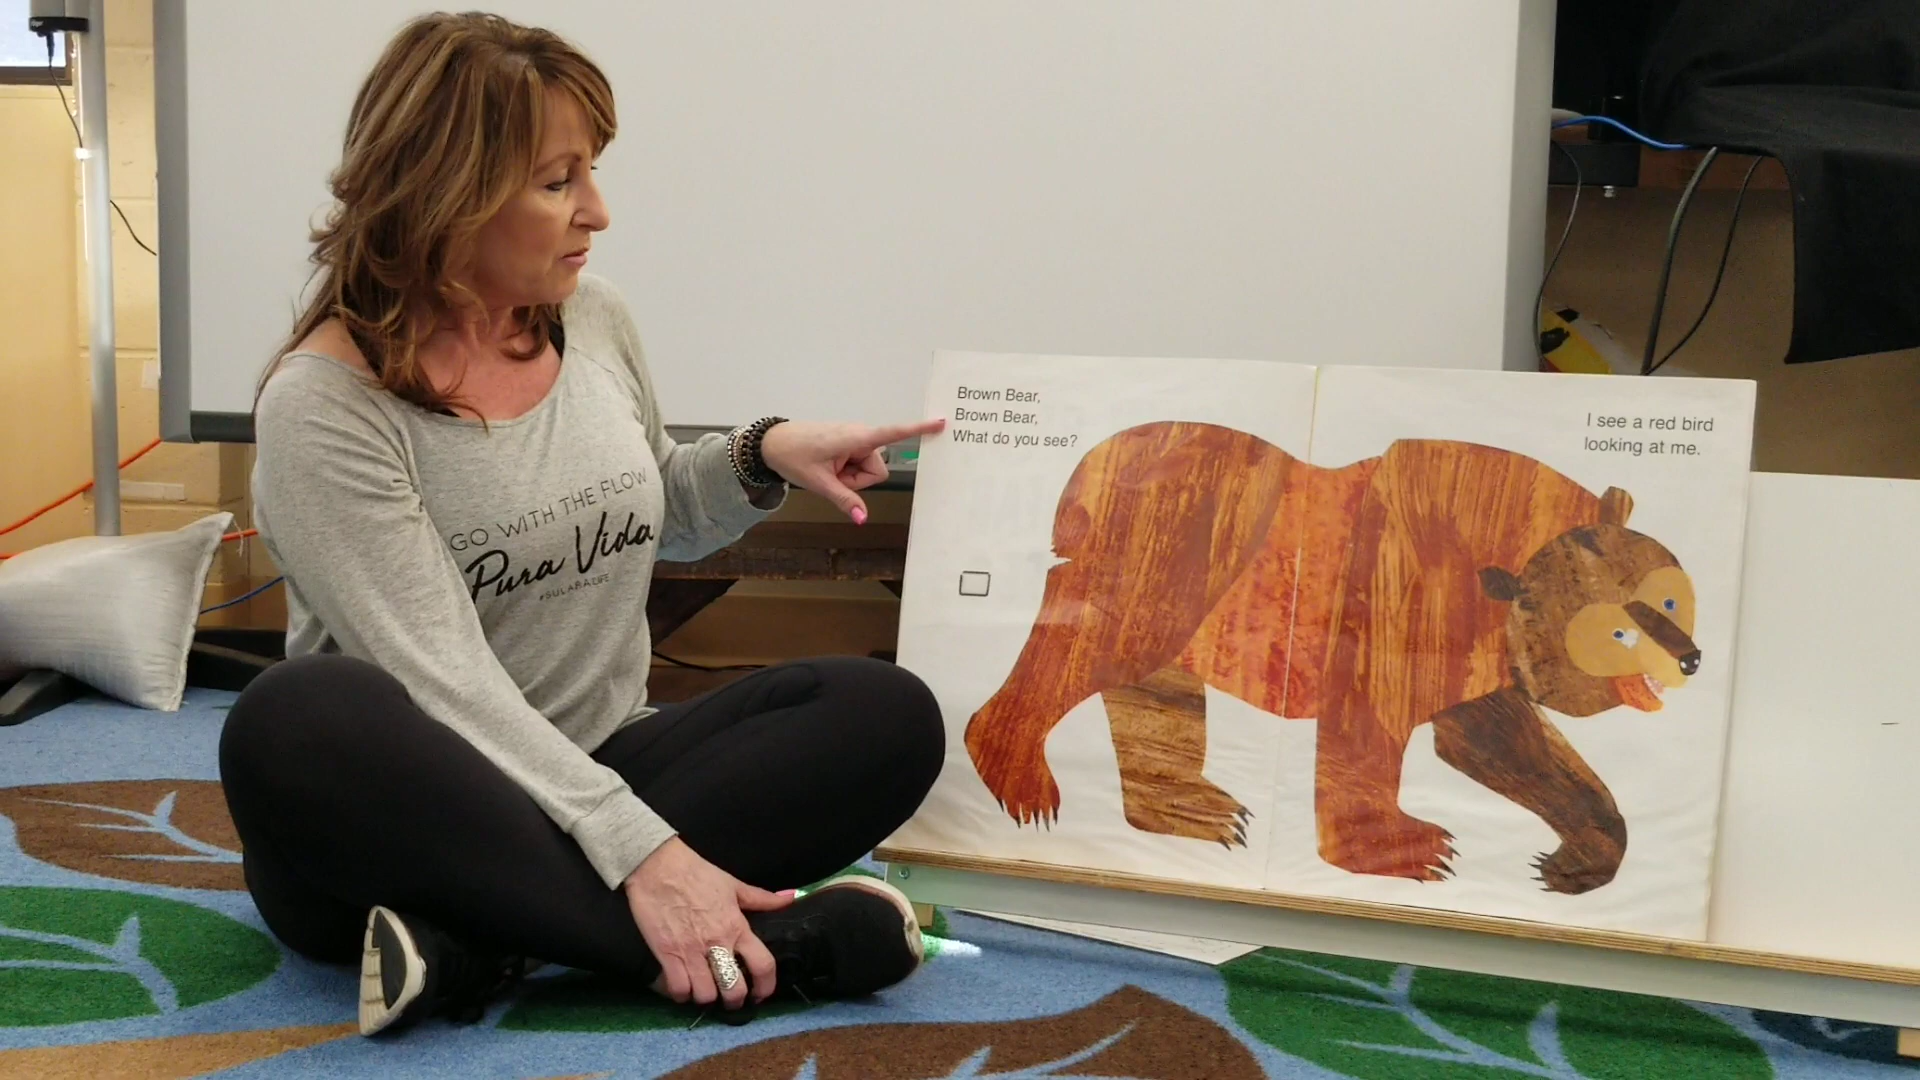 GO WITH THE FLOW
Pura Vida
#SULABALIFE
Brown Bear,
Brown Bear,
What do you see?
I see a red bird
looking at me.